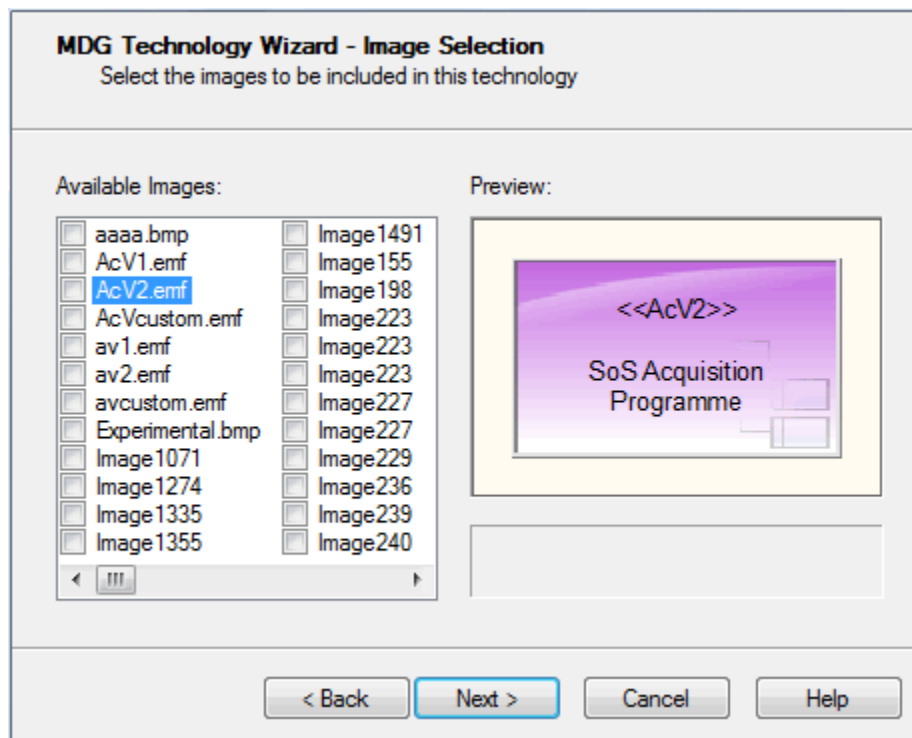 MDG Technology Wizard - Image Selection
Select the images to be included in this technology
Available Images:
aaaa.bmp
AcV1.emf
AcV2.emf
AcVcustom.emf
av1.emf
av2.emf
avcustom.emf
Experimental.bmp
Image1071
Image1274
Image1335
Image1355
Image1491
Image155
Image198
Image223
Image223
Image223
Image227
Image227
Image229
Image236
Image239
Image240
Preview:
<<AcV2>>
SoS Acquisition
Programme
< Back
Next >
Cancel
Help